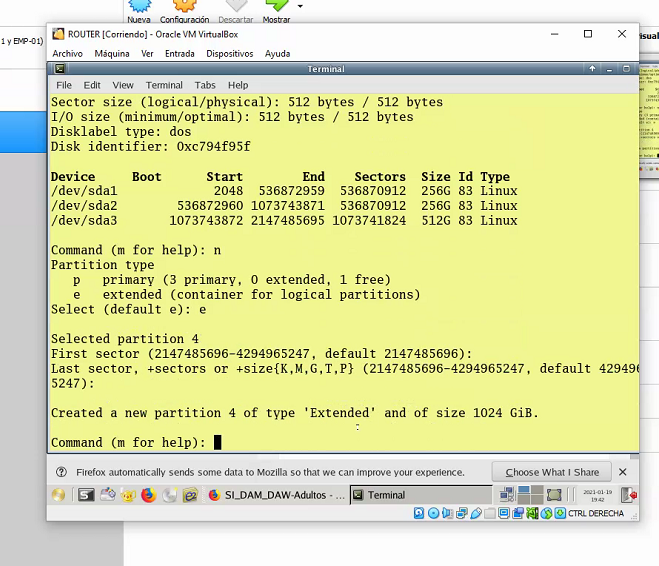 Nueva Configuración Descartar Mostrar
1 y EMP-01)
ROUTER [Corriendo] - Oracle VM VirtualBox
Archivo Máquina Ver Entrada Dispositivos Ayuda
Terminal
File Edit View Terminal Tabs Help
Sector size (logical/physical): 512 bytes / 512 bytes
I/O size (minimum/optimal): 512 bytes / 512 bytes
Disklabel type: dos
Disk identifier: 0xc794f95f
Device Boot Start End Sectors Size Id Type
/dev/sda1 2048 536872959 536870912 256G 83 Linux
/dev/sda2 536872960 1073743871 536870912 256G 83 Linux
/dev/sda3 1073743872 2147485695 1073741824 512G 83 Linux
Command (m for help): n
Partition type
p primary (3 primary, 0 extended, 1 free)
e extended (container for logical partitions)
Select (default e): e
Selected partition 4
First sector (2147485696-4294965247, default 2147485696):
Last sector, +sectors or +size{K,M,G,T,P} (2147485696-4294965247, default 42949
5247):
Created a new partition 4 of type 'Extended' and of size 1024 GiB.
Command (m for help):
Firefox automatically sends some data to Mozilla so that we can improve your experience.
Choose What I Share
SI_DAM_DAW-Adultos - ...
Terminal
2021-01-19
19:42
CTRL DERECHA